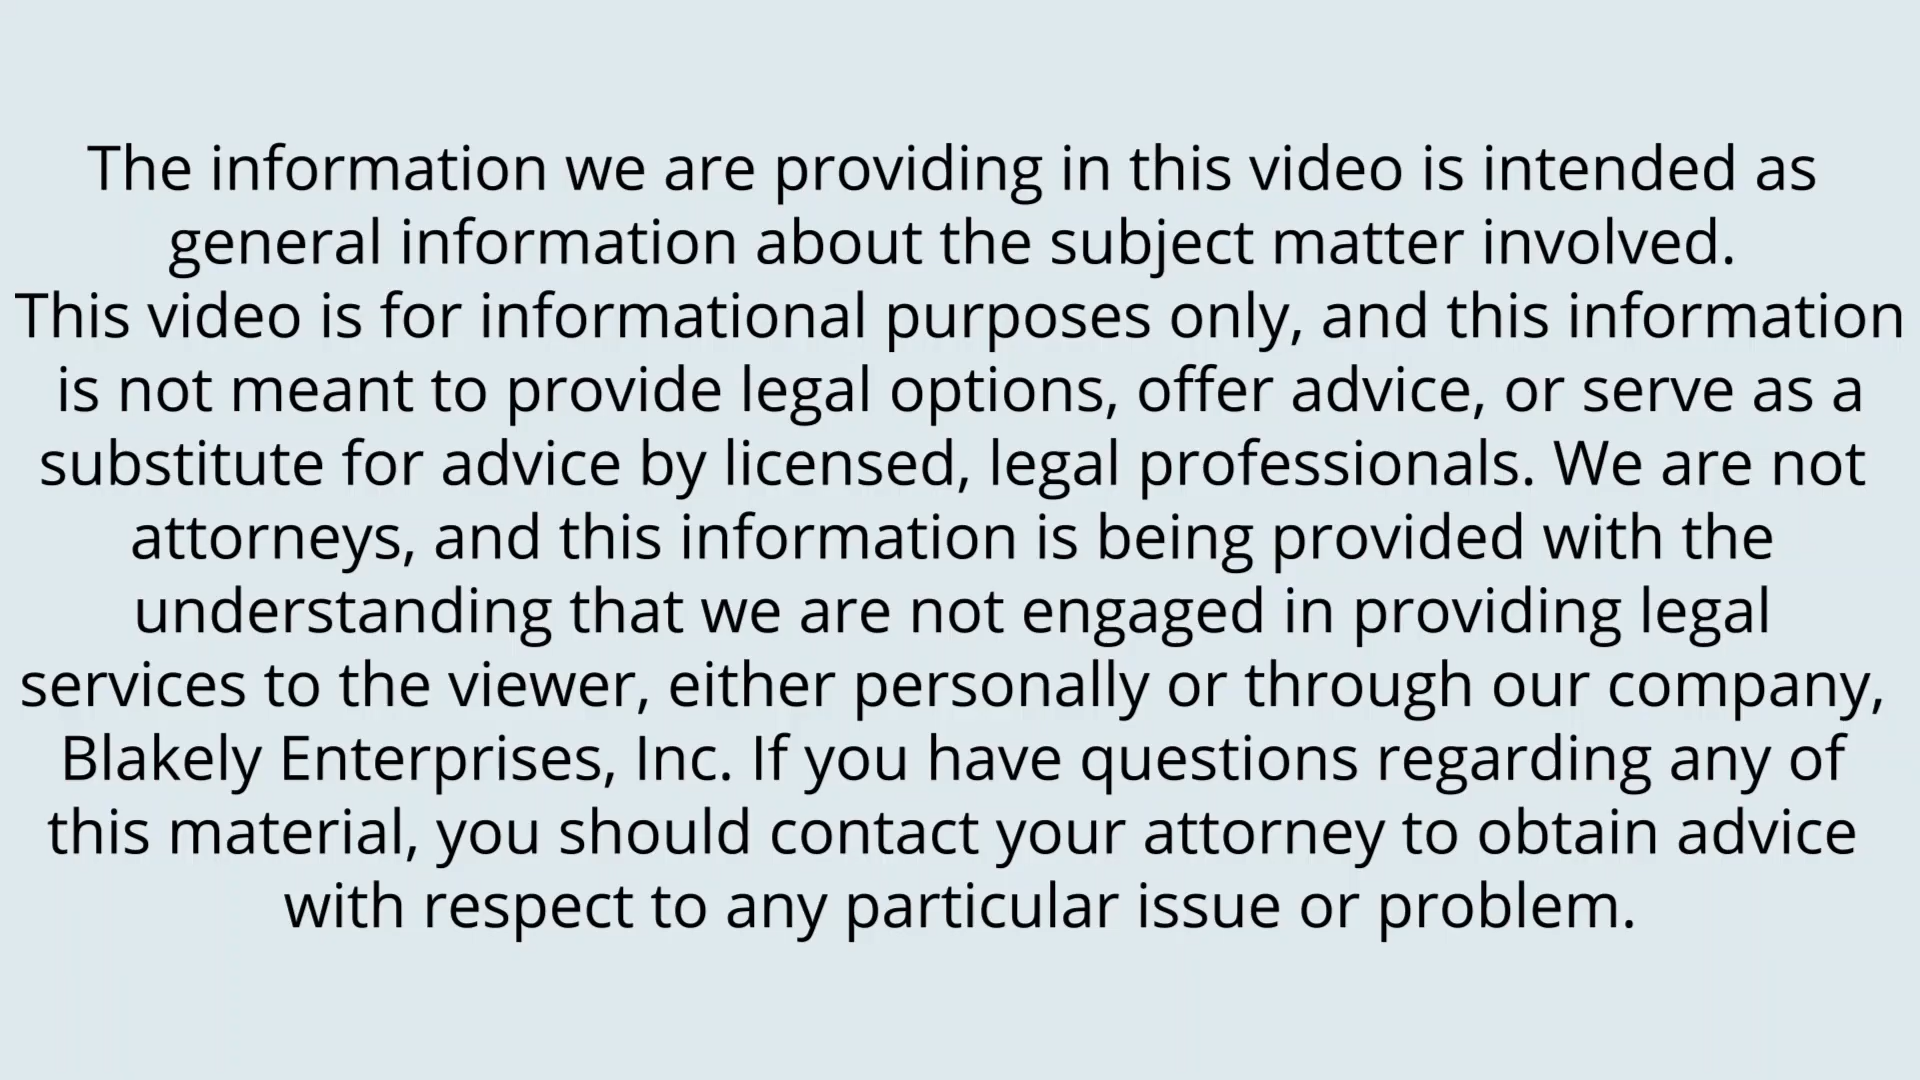 The information we are providing in this video is intended as
general information about the subject matter involved.
This video is for informational purposes only, and this information
is not meant to provide legal options, offer advice, or serve as a
substitute for advice by licensed, legal professionals. We are not
attorneys, and this information is being provided with the
understanding that we are not engaged in providing legal
services to the viewer, either personally or through our company,
Blakely Enterprises, Inc. If you have questions regarding any of
this material, you should contact your attorney to obtain advice
with respect to any particular issue or problem.